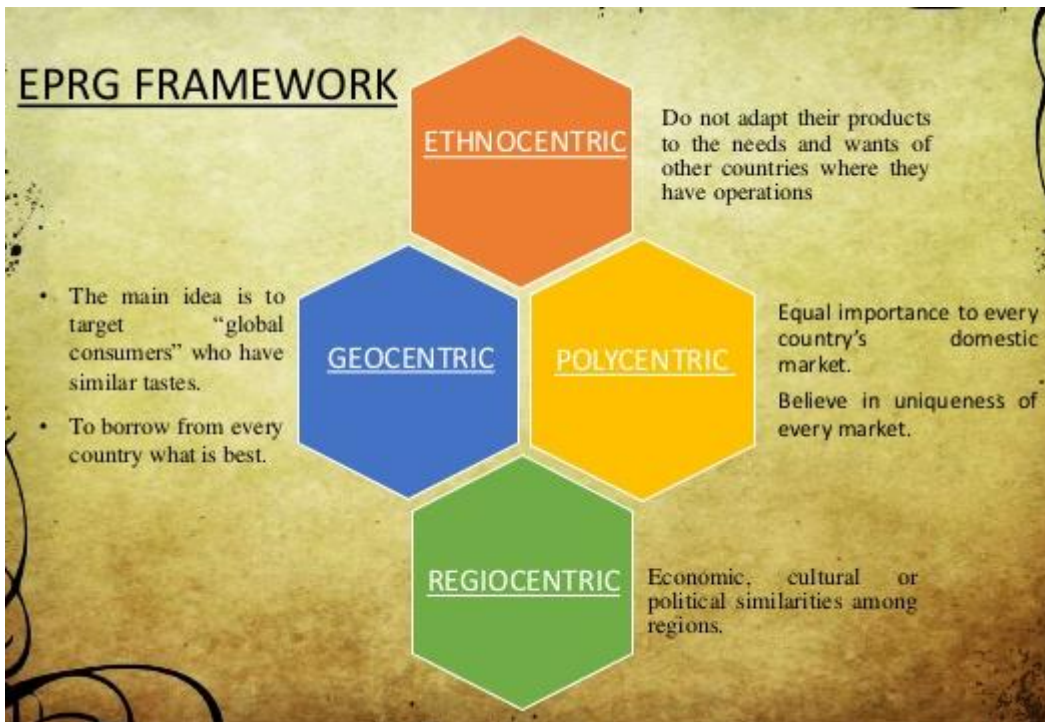 EPRG FRAMEWORK
ETHNOCENTRIC
Do not adapt their products
to the needs and wants of
other countries where they
have operations
• The main idea is to
target “global
consumers” who have
similar tastes.
• To borrow from every
country what is best.
GEOCENTRIC
POLYCENTRIC
Equal importance to every
country’s domestic
market.
Believe in uniqueness of
every market.
REGIOCENTRIC
Economic, cultural or
political similarities among
regions.